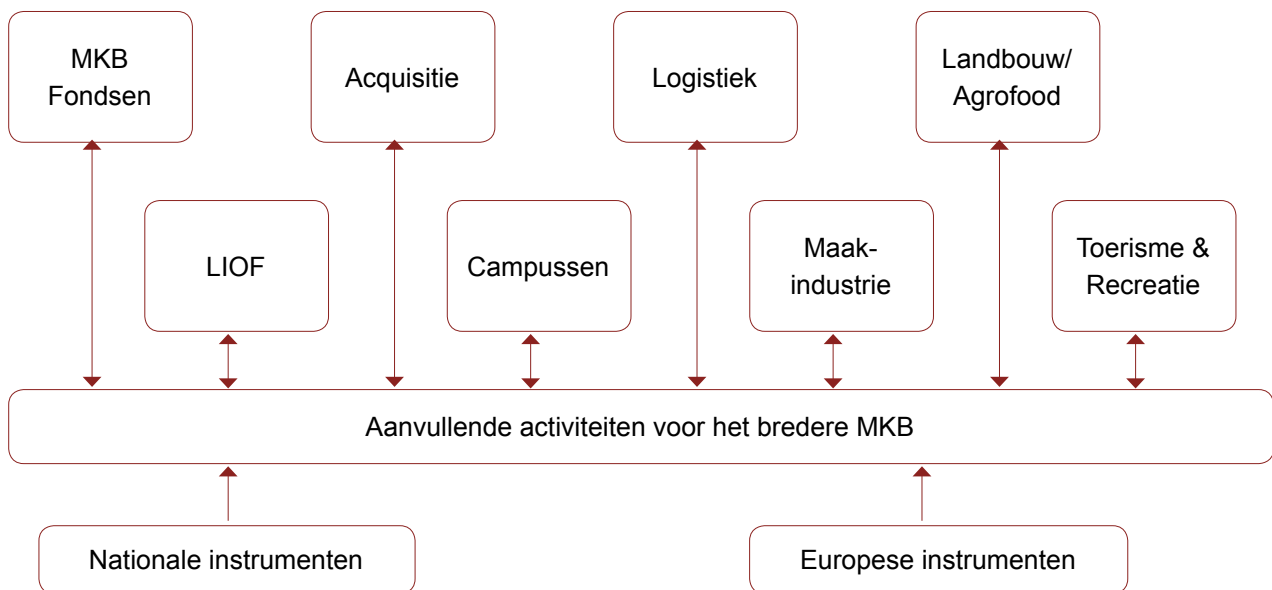 MKB
Fondsen
Acquisitie
Logistiek
Landbouw/
Agrofood
LIOF
Campussen
Maak-
industrie
Toerisme &
Recreatie
Aanvullende activiteiten voor het bredere MKB
Nationale instrumenten
Europese instrumenten